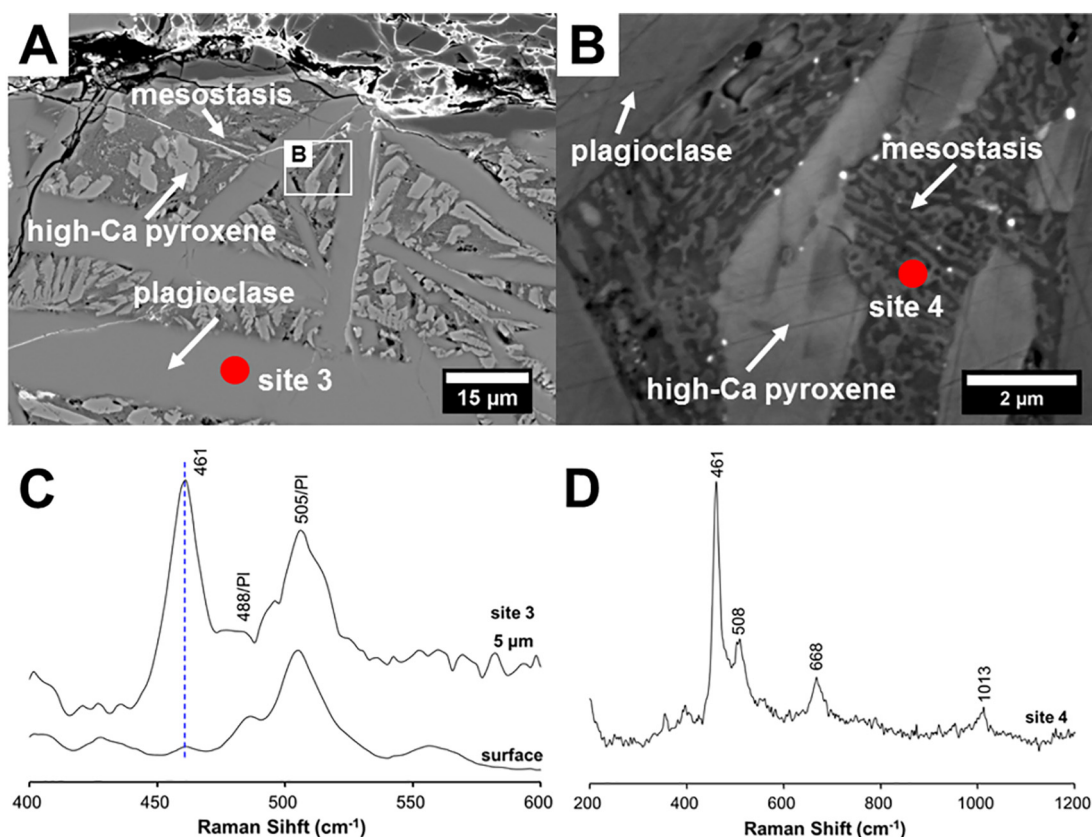 A
mesostasis
B
high-Ca pyroxene
plagioclase
site 3
15 µm
B
plagioclase
mesostasis
site 4
high-Ca pyroxene
2 µm
C
461
488/Pl
505/Pl
site 3
5 µm
surface
400 450 500 550 600
Raman Sihft (cm-1)
D
461
508
668
1013
site 4
200 400 600 800 1000 1200
Raman Shift (cm-1)